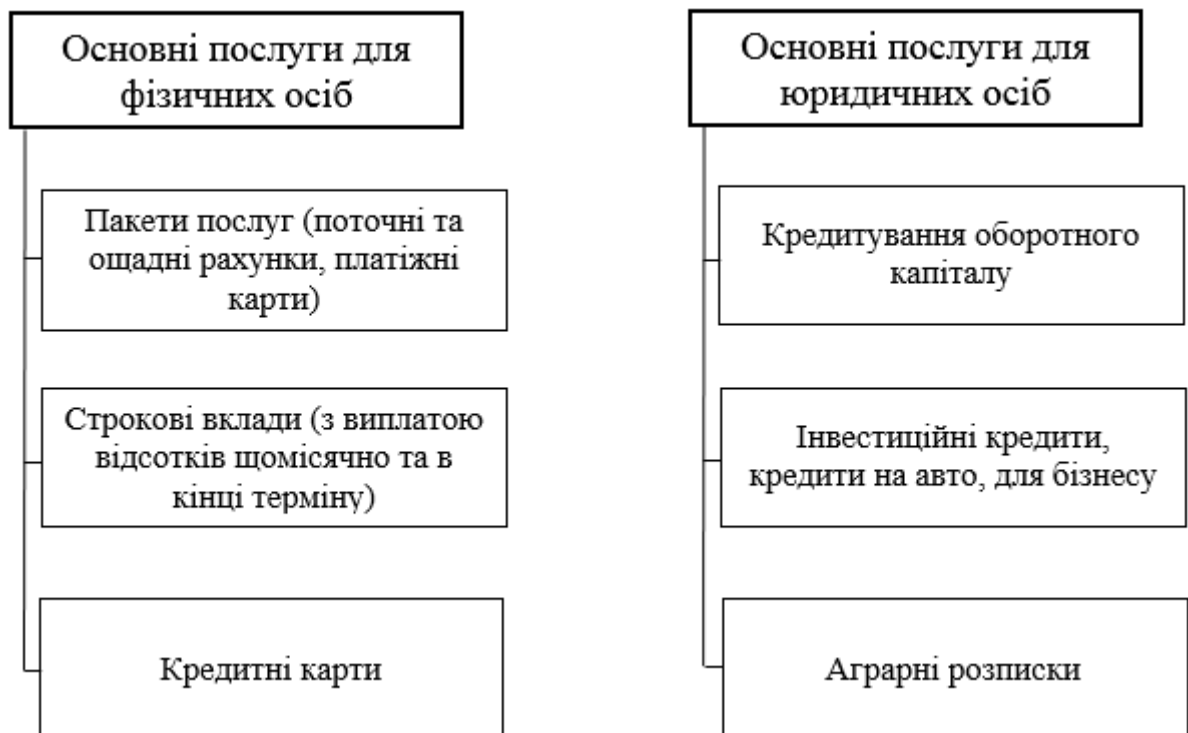 Основні послуги для
фізичних осіб
Пакети послуг (поточні та
ощадні рахунки, платіжні
карти)
Строкові вклади (з виплатою
відсотків щомісячно та в
кінці терміну)
Кредитні карти
Основні послуги для
юридичних осіб
Кредитування оборотного
капіталу
Інвестиційні кредити,
кредити на авто, для бізнесу
Аграрні розписки